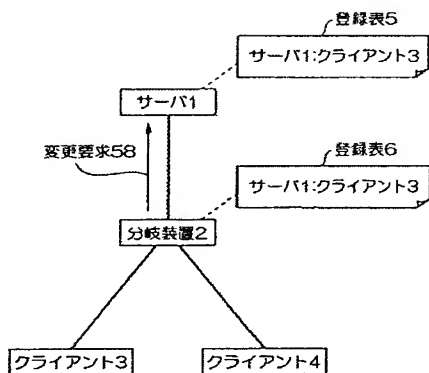 登録表5
サーバ1:クライアント3
サーバ1
変更要求58
登録表6
サーバ1:クライアント3
分岐装置2
クライアント3
クライアント4